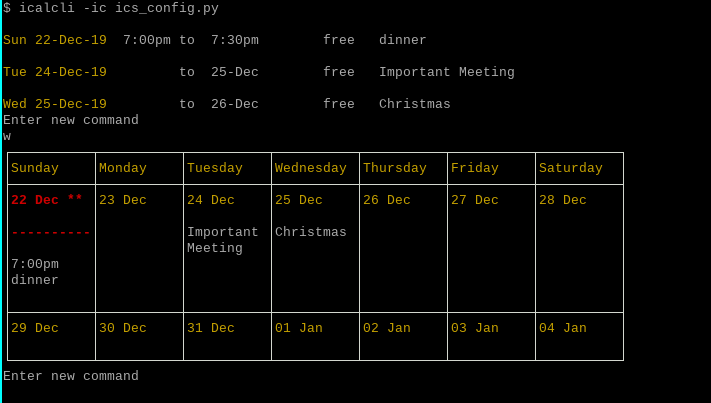 $ icalcli -ic ics_config.py
Sun 22-Dec-19 7:00pm to 7:30pm free dinner
Tue 24-Dec-19 to 25-Dec free Important Meeting
Wed 25-Dec-19 to 26-Dec free Christmas
Enter new command
w
Sunday Monday Tuesday Wednesday Thursday Friday Saturday
22 Dec ** 23 Dec 24 Dec 25 Dec 26 Dec 27 Dec 28 Dec
---------- Important Christmas
Meeting
7:00pm
dinner
29 Dec 30 Dec 31 Dec 01 Jan 02 Jan 03 Jan 04 Jan
Enter new command